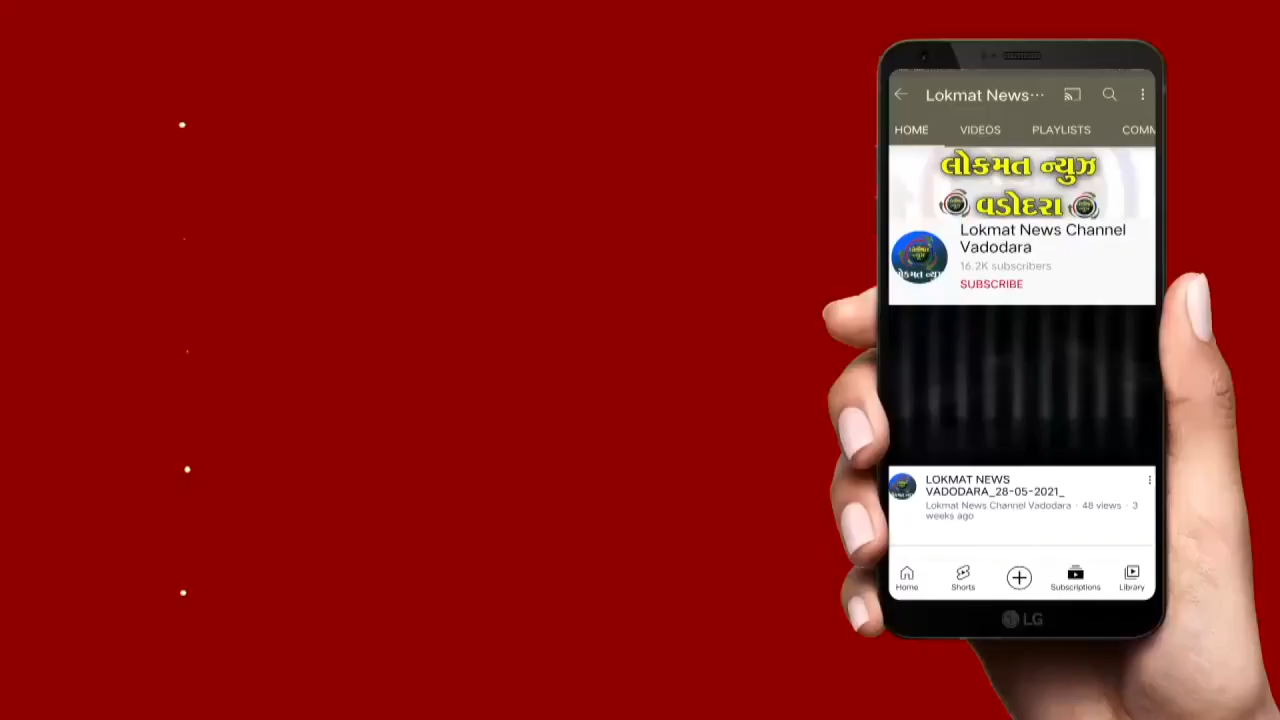 Lokmat News···
HOME VIDEOS PLAYLISTS COMM
લોકમત ન્યુઝ
વડોદરા
Lokmat News Channel
Vadodara
16.2K subscribers
SUBSCRIBE
LOKMAT NEWS
VADODARA_28-05-2021_
Lokmat News Channel Vadodara · 48 views · 3
weeks ago
Home Shorts Subscriptions Library
LG